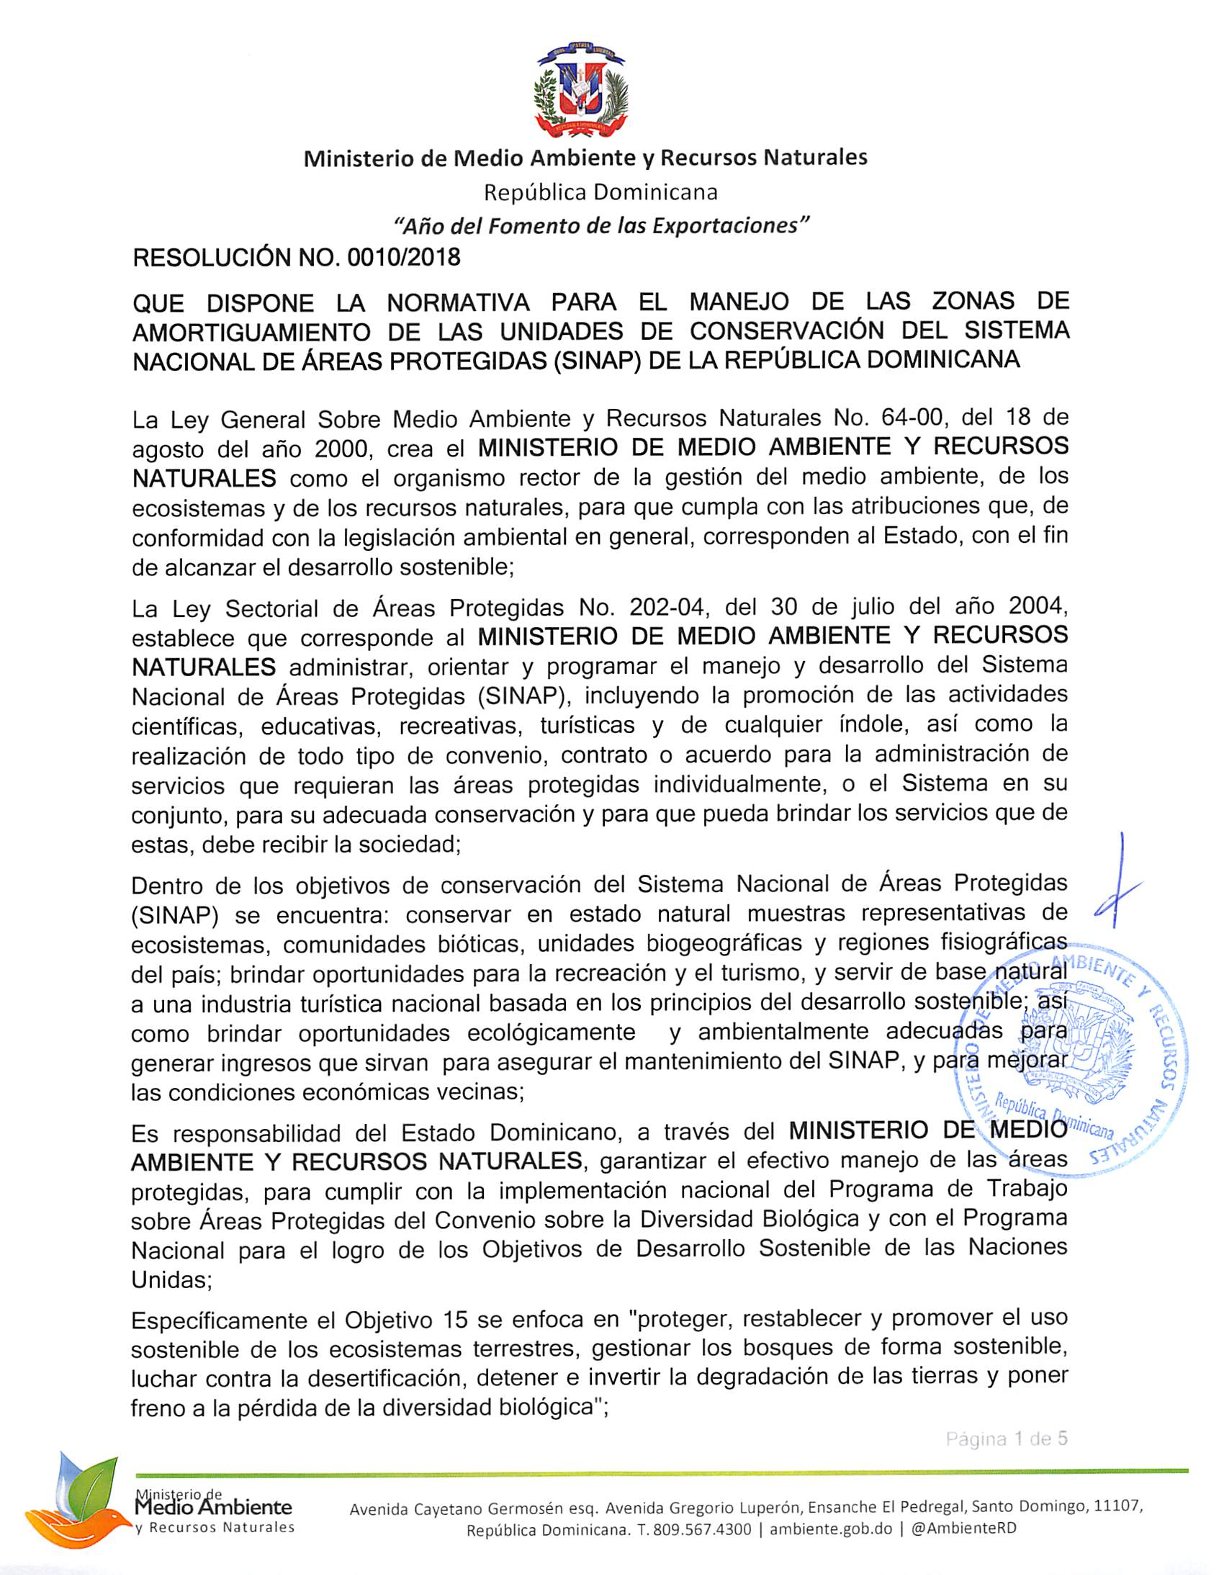 Ministerio de Medio Ambiente y Recursos Naturales
República Dominicana
“Año del Fomento de las Exportaciones”
RESOLUCIÓN NO. 0010/2018
QUE DISPONE LA NORMATIVA PARA EL MANEJO DE LAS ZONAS DE
AMORTIGUAMIENTO DE LAS UNIDADES DE CONSERVACIÓN DEL SISTEMA
NACIONAL DE ÁREAS PROTEGIDAS (SINAP) DE LA REPÚBLICA DOMINICANA
La Ley General Sobre Medio Ambiente y Recursos Naturales No. 64-00, del 18 de
agosto del año 2000, crea el MINISTERIO DE MEDIO AMBIENTE Y RECURSOS
NATURALES como el organismo rector de la gestión del medio ambiente, de los
ecosistemas y de los recursos naturales, para que cumpla con las atribuciones que, de
conformidad con la legislación ambiental en general, corresponden al Estado, con el fin
de alcanzar el desarrollo sostenible;
La Ley Sectorial de Áreas Protegidas No. 202-04, del 30 de julio del año 2004,
establece que corresponde al MINISTERIO DE MEDIO AMBIENTE Y RECURSOS
NATURALES administrar, orientar y programar el manejo y desarrollo del Sistema
Nacional de Áreas Protegidas (SINAP), incluyendo la promoción de las actividades
científicas, educativas, recreativas, turísticas y de cualquier índole, así como la
realización de todo tipo de convenio, contrato o acuerdo para la administración de
servicios que requieran las áreas protegidas individualmente, o el Sistema en su
conjunto, para su adecuada conservación y para que pueda brindar los servicios que de
estas, debe recibir la sociedad;
Dentro de los objetivos de conservación del Sistema Nacional de Áreas Protegidas
(SINAP) se encuentra: conservar en estado natural muestras representativas de
ecosistemas, comunidades bióticas, unidades biogeográficas y regiones fisiográficas
del país; brindar oportunidades para la recreación y el turismo, y servir de base natural
a una industria turística nacional basada en los principios del desarrollo sostenible; así
como brindar oportunidades ecológicamente y ambientalmente adecuadas para
generar ingresos que sirvan para asegurar el mantenimiento del SINAP, y para mejorar
las condiciones económicas vecinas;
MINISTERIO DE MEDIO AMBIENTE Y RECURSOS NATURALES
República Dominicana
Es responsabilidad del Estado Dominicano, a través del MINISTERIO DE MEDIO
AMBIENTE Y RECURSOS NATURALES, garantizar el efectivo manejo de las áreas
protegidas, para cumplir con la implementación nacional del Programa de Trabajo
sobre Áreas Protegidas del Convenio sobre la Diversidad Biológica y con el Programa
Nacional para el logro de los Objetivos de Desarrollo Sostenible de las Naciones
Unidas;
Específicamente el Objetivo 15 se enfoca en "proteger, restablecer y promover el uso
sostenible de los ecosistemas terrestres, gestionar los bosques de forma sostenible,
luchar contra la desertificación, detener e invertir la degradación de las tierras y poner
freno a la pérdida de la diversidad biológica";
Página 1 de 5
Ministerio de
Medio Ambiente
y Recursos Naturales
Avenida Cayetano Germosén esq. Avenida Gregorio Luperón, Ensanche El Pedregal, Santo Domingo, 11107,
República Dominicana. T. 809.567.4300 | ambiente.gob.do | @AmbienteRD